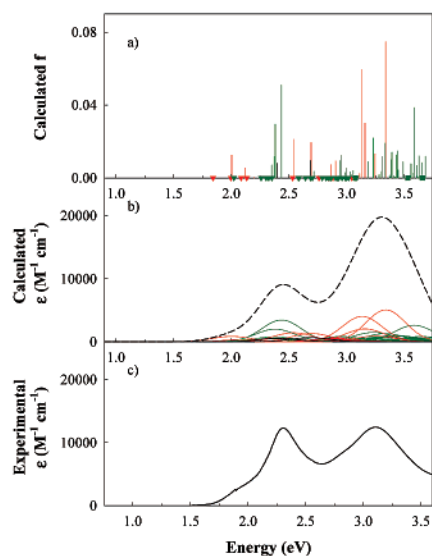 a)
Calculated f
0.08
0.04
0.00
1.0 1.5 2.0 2.5 3.0 3.5
b)
Calculated
ε (M⁻¹ cm⁻¹)
20000
10000
0
1.0 1.5 2.0 2.5 3.0 3.5
c)
Experimental
ε (M⁻¹ cm⁻¹)
20000
10000
0
1.0 1.5 2.0 2.5 3.0 3.5
Energy (eV)